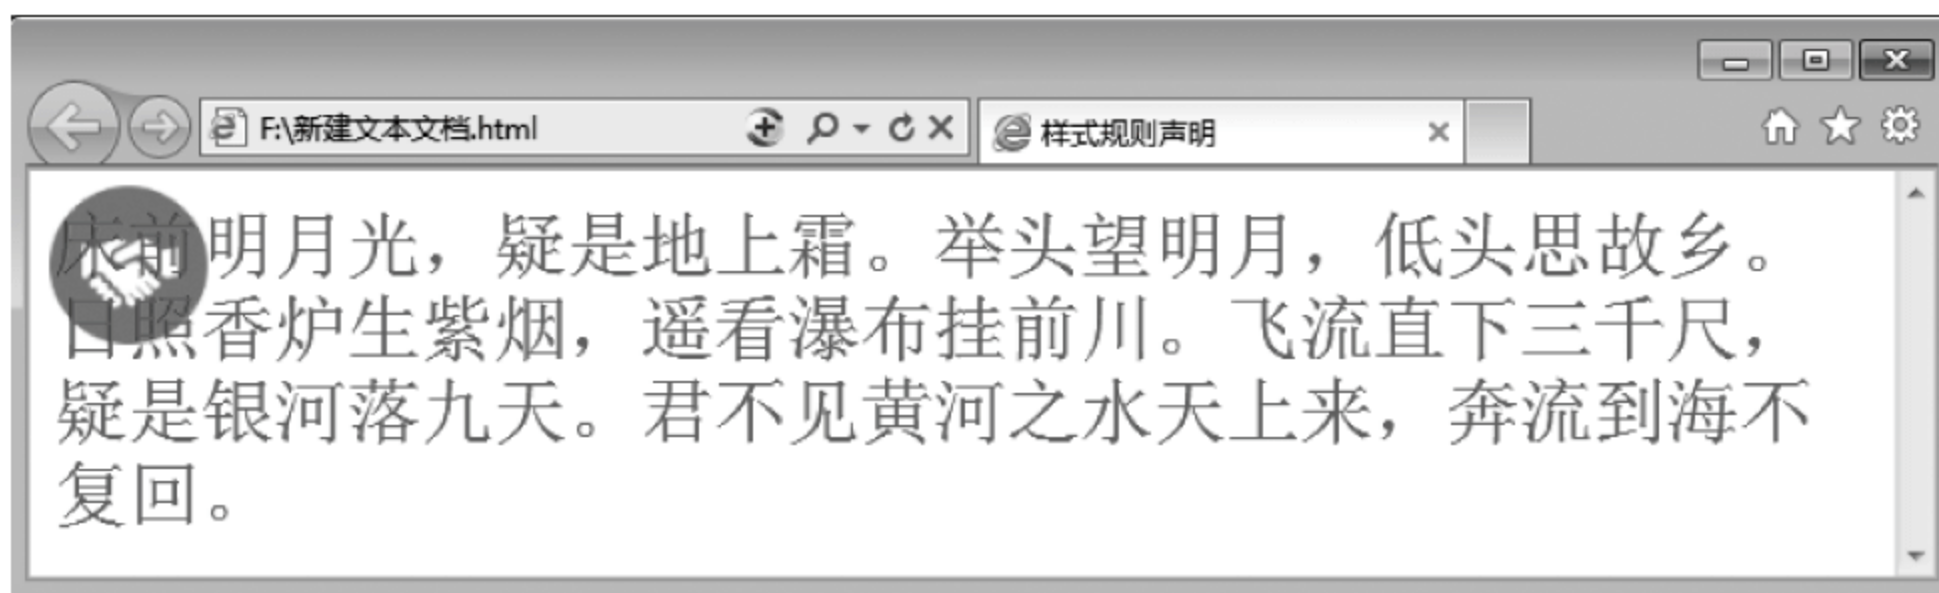 F:\新建文本文档.html
样式规则声明
床前明月光，疑是地上霜。举头望明月，低头思故乡。
日照香炉生紫烟，遥看瀑布挂前川。飞流直下三千尺，
疑是银河落九天。君不见黄河之水天上来，奔流到海不
复回。